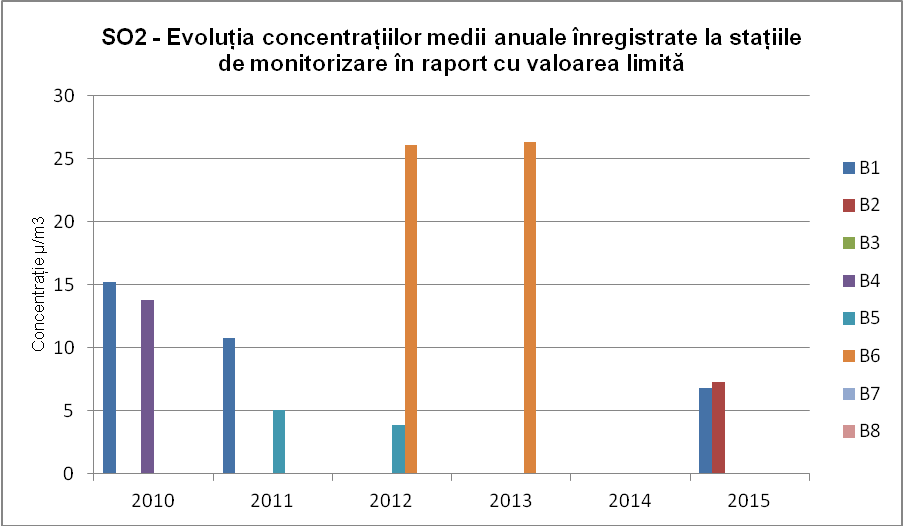 SO2 - Evoluția concentrațiilor medii anuale înregistrate la stațiile
de monitorizare în raport cu valoarea limită
Concentrație µ/m3
30
25
20
15
10
5
0
2010
2011
2012
2013
2014
2015
B1
B2
B3
B4
B5
B6
B7
B8